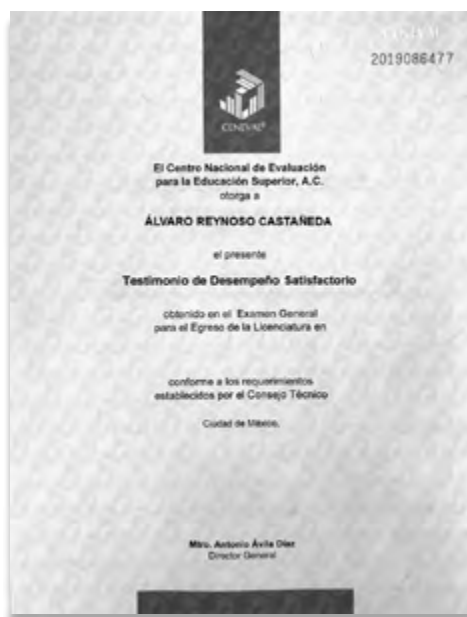 CENEVAL
2019086477
CENEVAL®
El Centro Nacional de Evaluación
para la Educación Superior, A.C.
otorga a
ÁLVARO REYNOSO CASTAÑEDA
el presente
Testimonio de Desempeño Satisfactorio
obtenido en el Examen General
para el Egreso de la Licenciatura en
conforme a los requerimientos
establecidos por el Consejo Técnico
Ciudad de México,
Mtro. Antonio Ávila Díaz
Director General